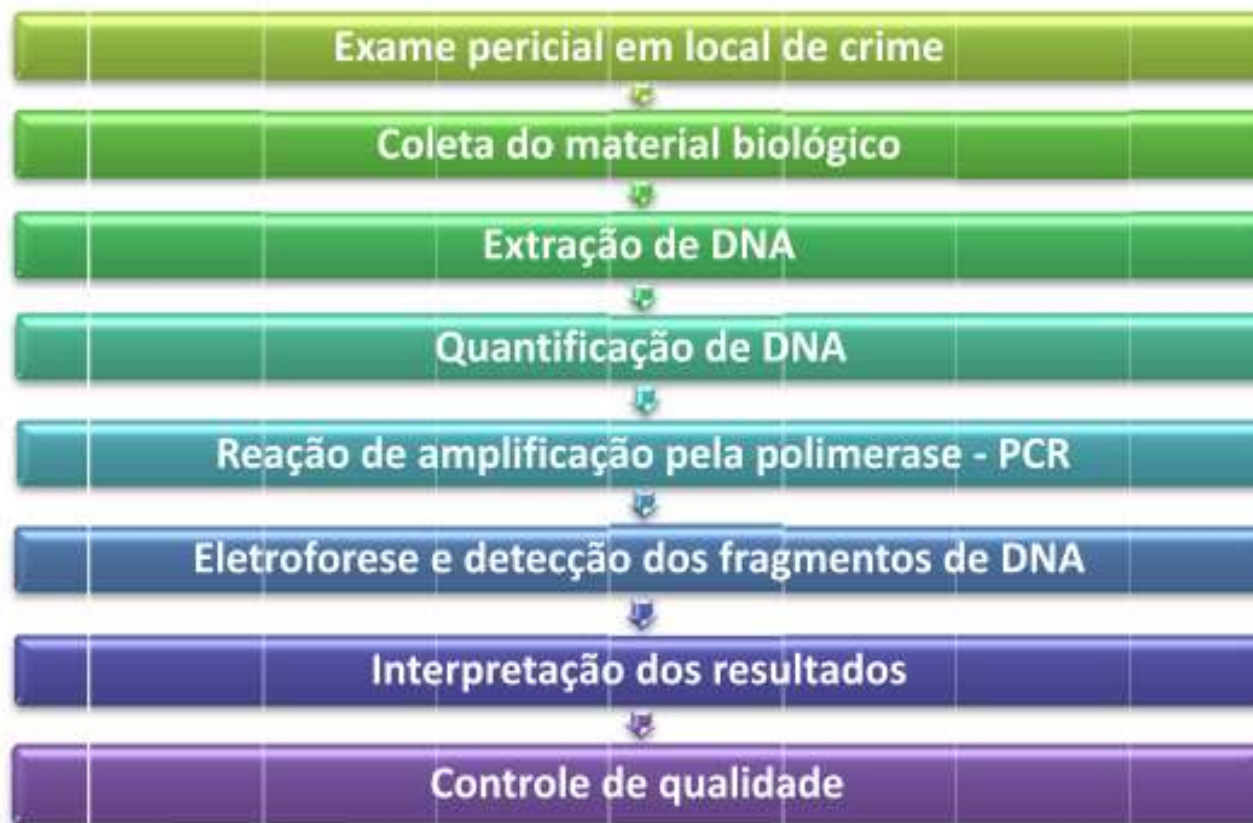 Exame pericial em local de crime
Coleta do material biológico
Extração de DNA
Quantificação de DNA
Reação de amplificação pela polimerase - PCR
Eletroforese e detecção dos fragmentos de DNA
Interpretação dos resultados
Controle de qualidade